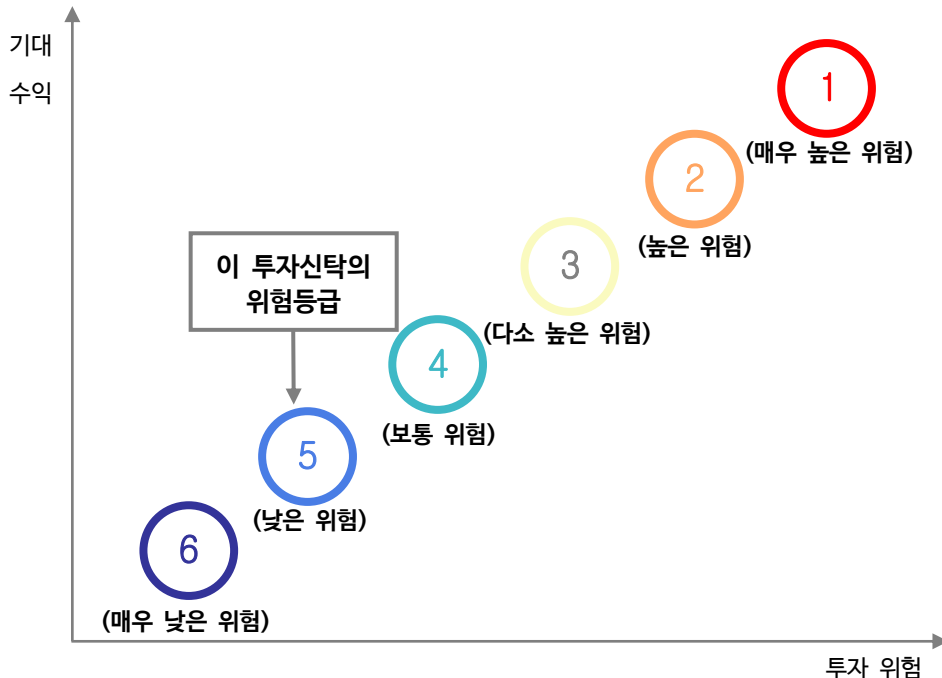 기대
수익
1
(매우 높은 위험)
2
(높은 위험)
이 투자신탁의
위험등급
3
(다소 높은 위험)
4
(보통 위험)
5
(낮은 위험)
6
(매우 낮은 위험)
투자 위험